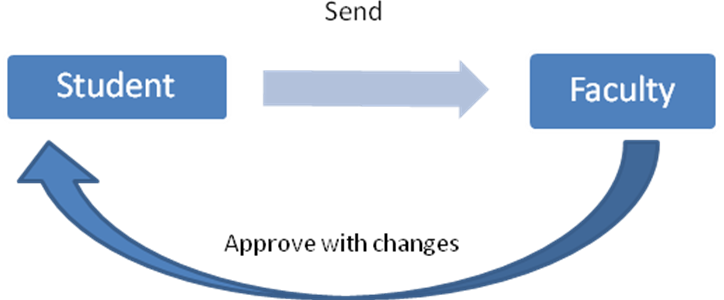 Send
Student
Faculty
Approve with changes